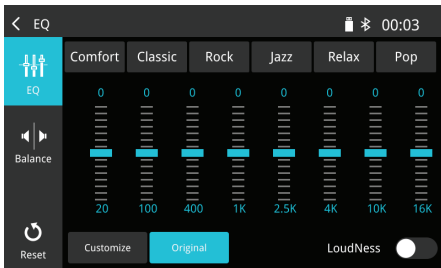 EQ 00:03
Comfort Classic Rock Jazz Relax Pop
EQ
0 0 0 0 0 0 0 0
Balance
20 100 400 1K 2.5K 4K 10K 16K
Reset
Customize Original LoudNess